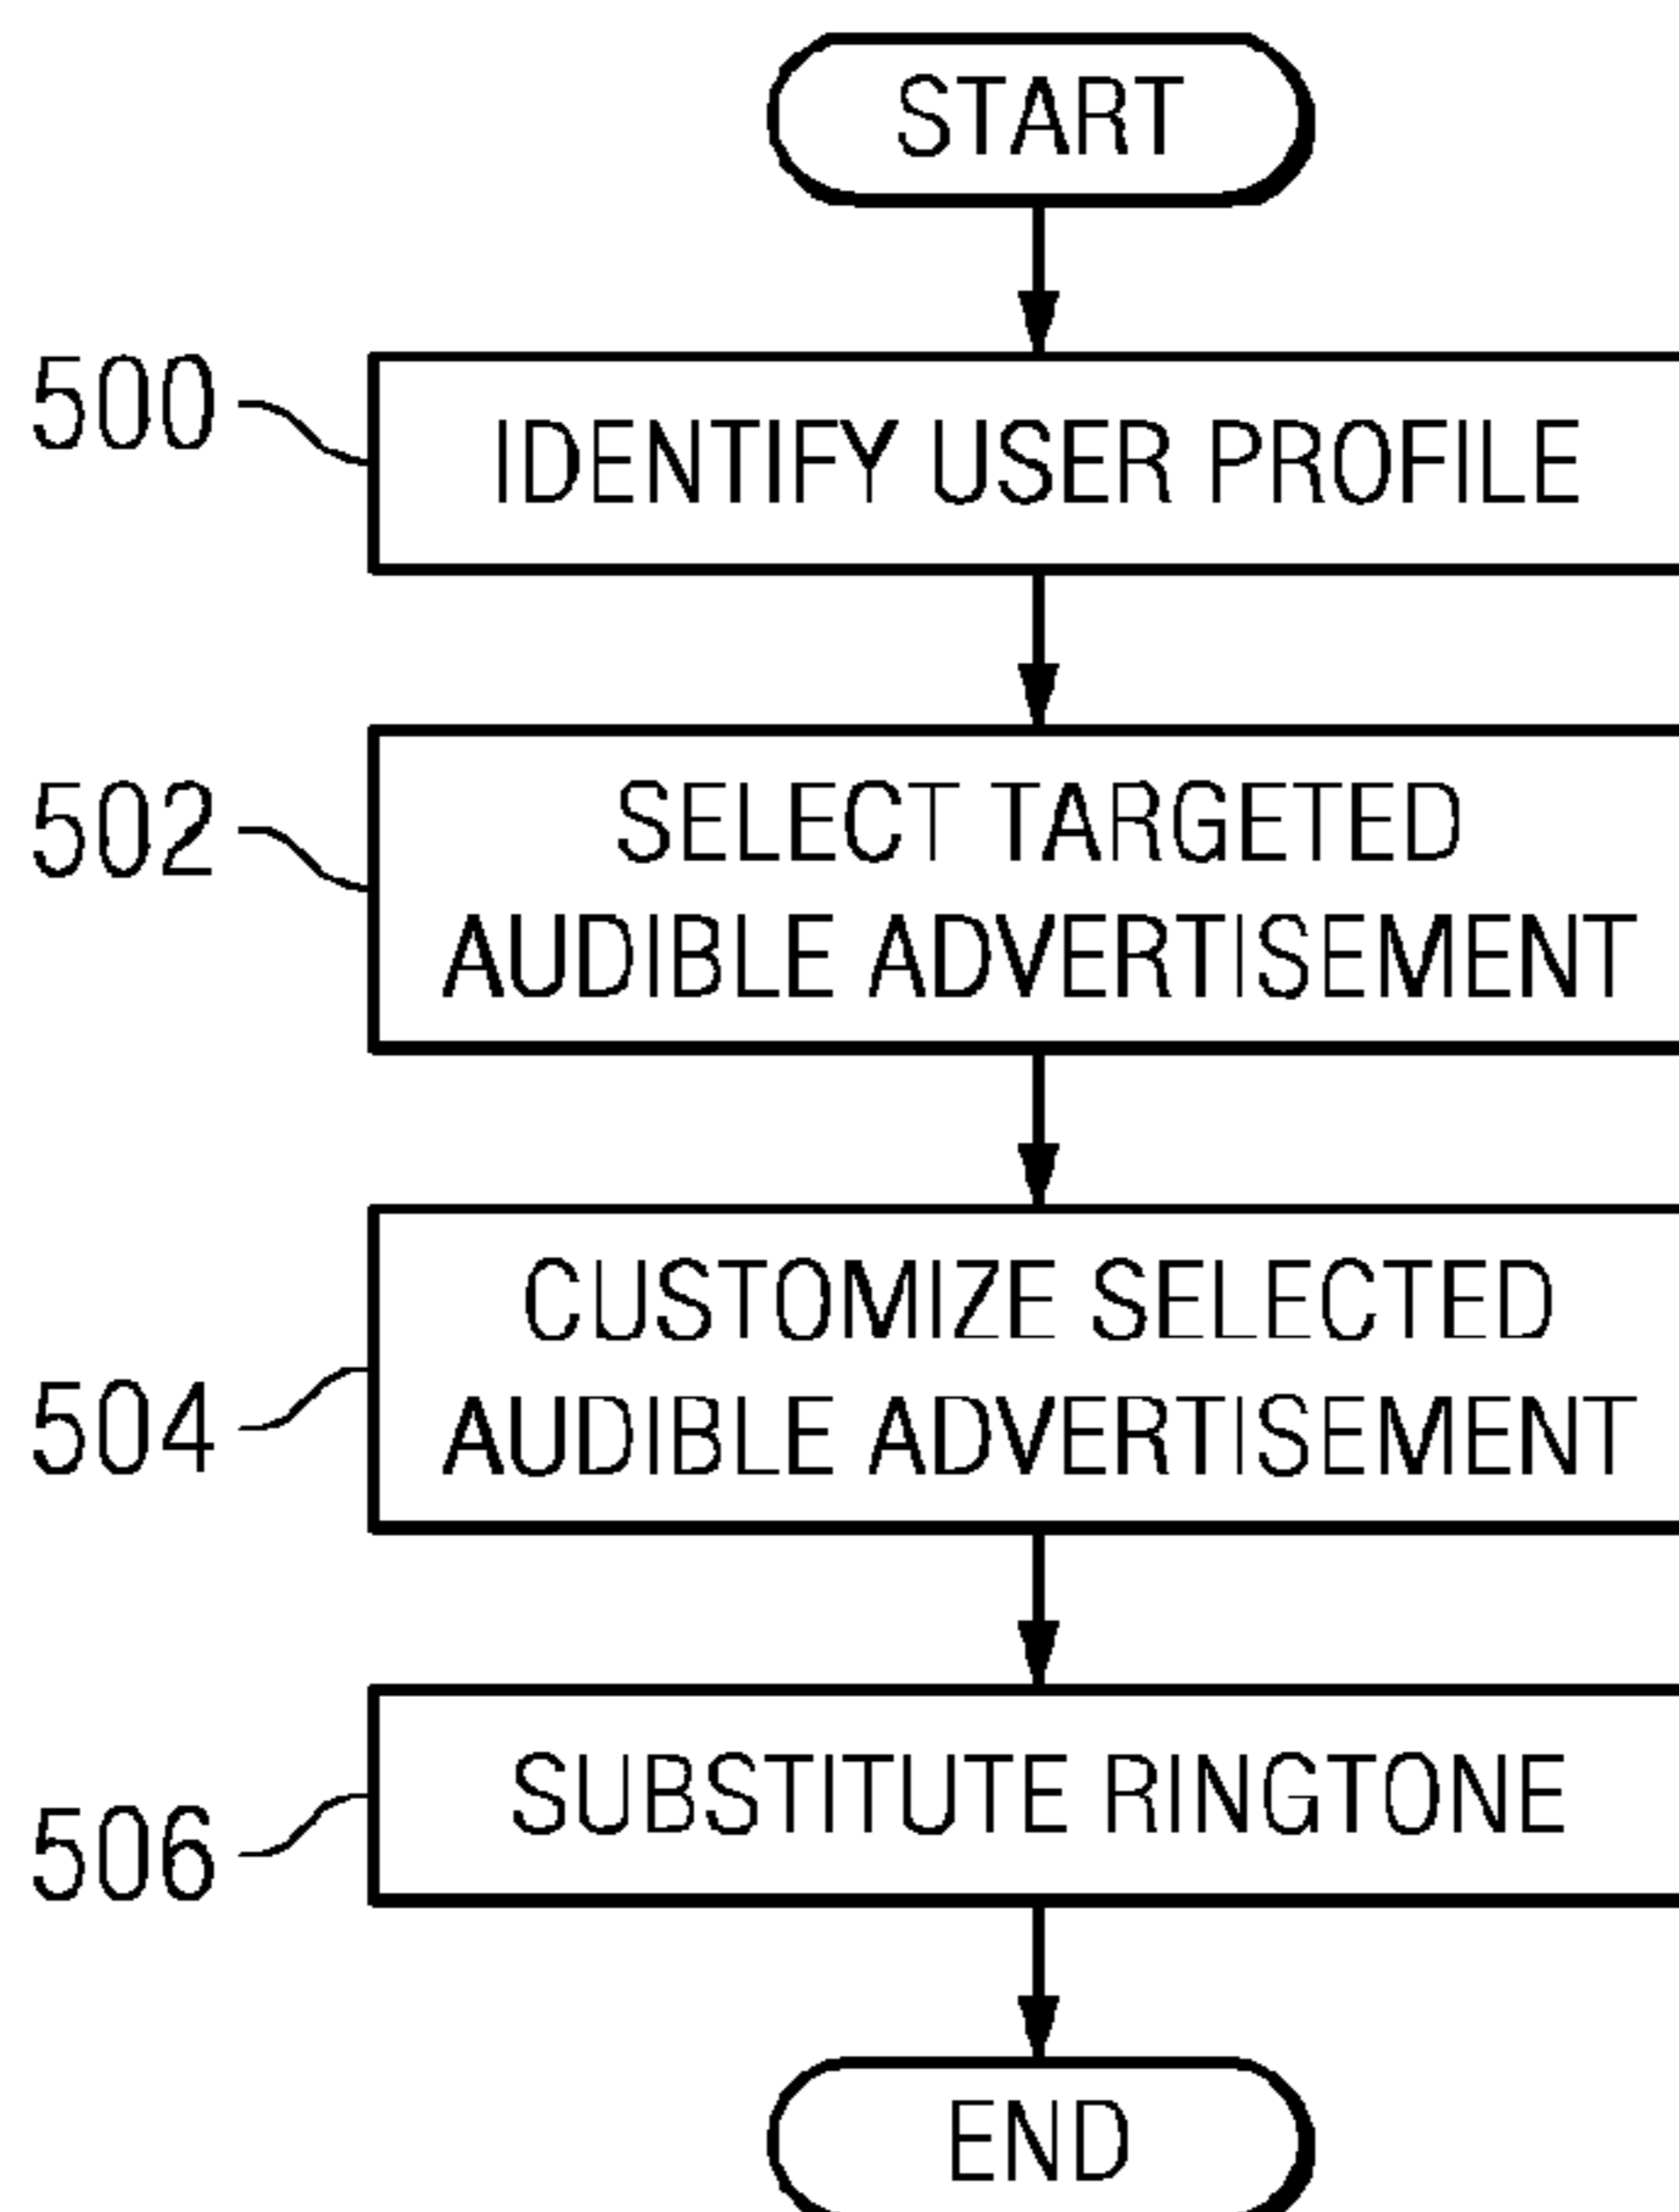 START
500
IDENTIFY USER PROFILE
502
SELECT TARGETED
AUDIBLE ADVERTISEMENT
504
CUSTOMIZE SELECTED
AUDIBLE ADVERTISEMENT
506
SUBSTITUTE RINGTONE
END